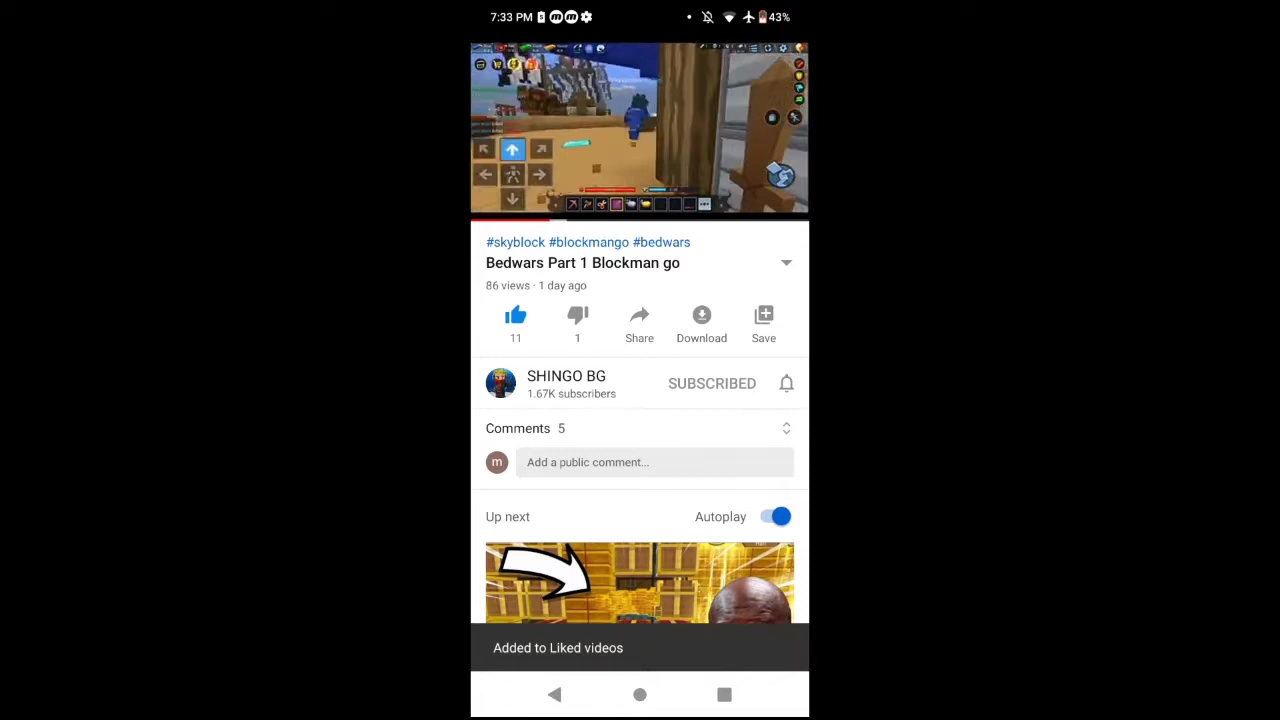 7:33 PM
43%
#skyblock #blockmango #bedwars
Bedwars Part 1 Blockman go
86 views · 1 day ago
11
1
Share
Download
Save
SHINGO BG
1.67K subscribers
SUBSCRIBED
Comments 5
m
Add a public comment...
Up next
Autoplay
Added to Liked videos